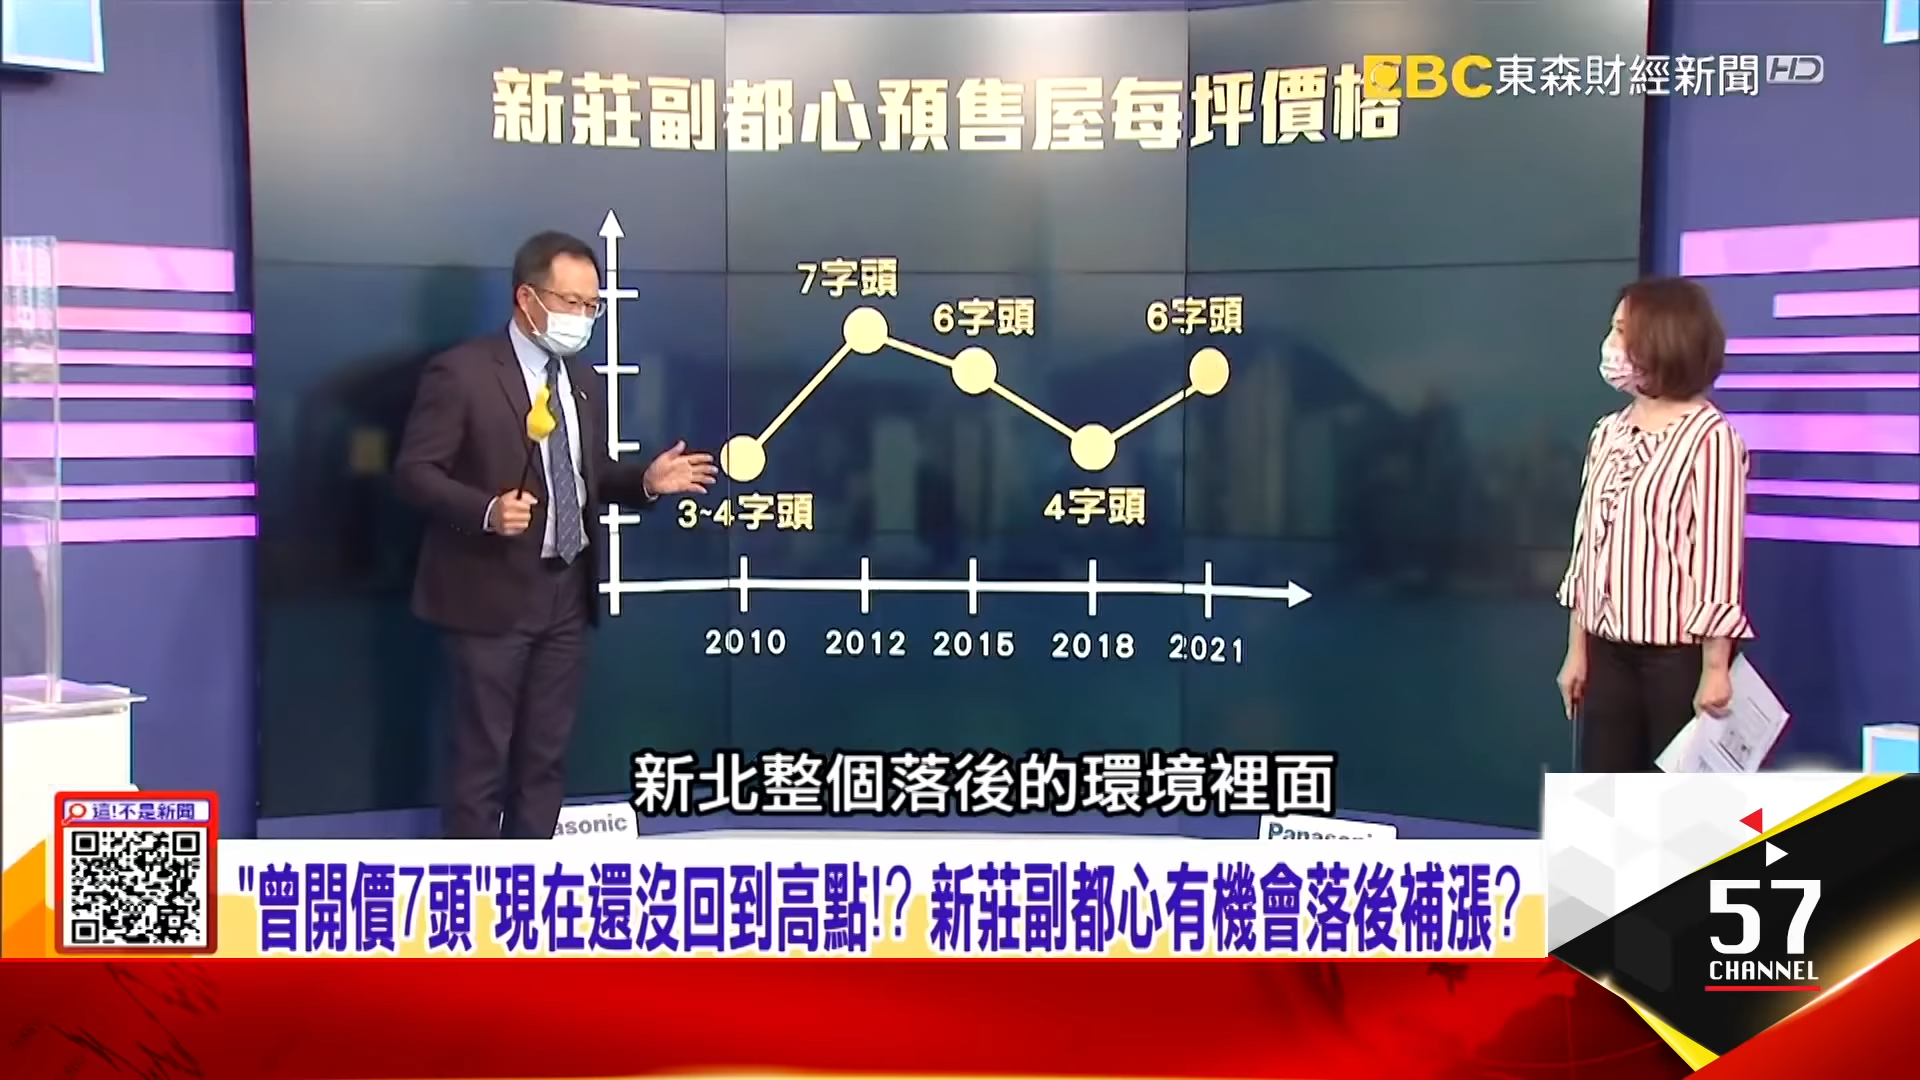 EBC東森財經新聞HD
新莊副都心預售屋每坪價格
7字頭
6字頭
6字頭
3~4字頭
4字頭
2010 2012 2015 2018 2021
新北整個落後的環境裡面
Panasonic
這!不是新聞
"曾開價7頭"現在還沒回到高點!? 新莊副都心有機會落後補漲?
57
CHANNEL